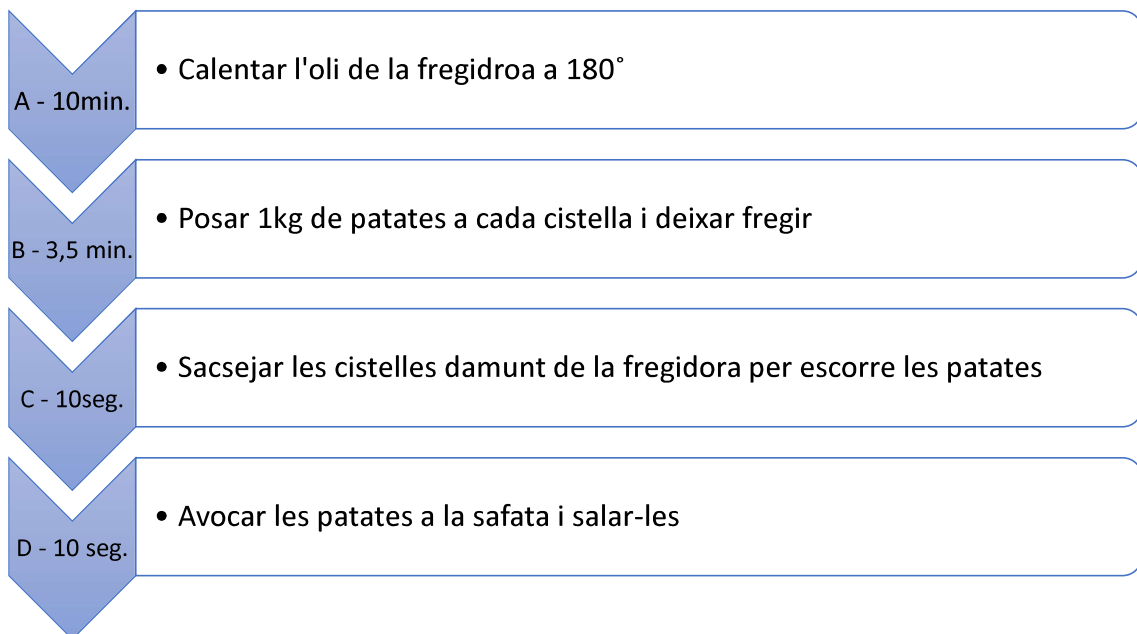 A - 10min.
• Calentar l'oli de la fregidroa a 180˚
B - 3,5 min.
• Posar 1kg de patates a cada cistella i deixar fregir
C - 10seg.
• Sacsejar les cistelles damunt de la fregidora per escorre les patates
D - 10 seg.
• Avocar les patates a la safata i salar-les